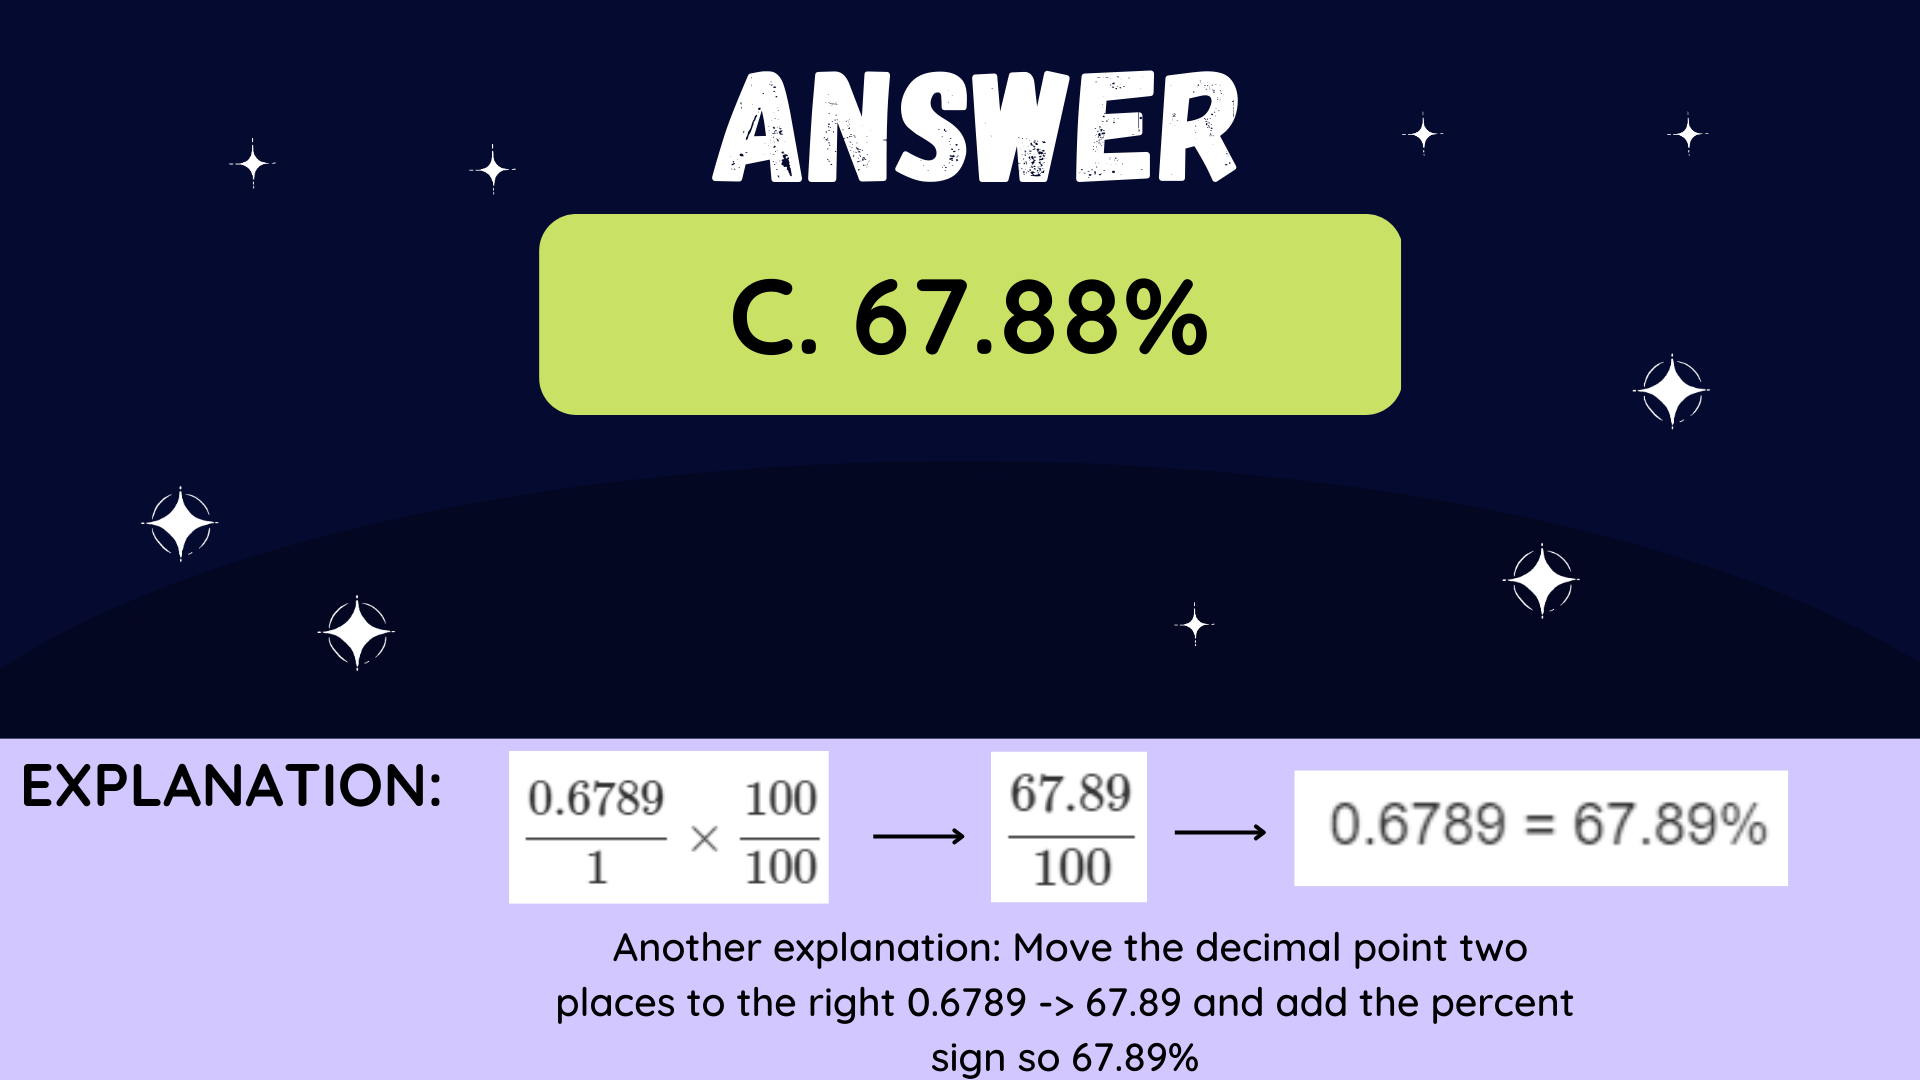 ANSWER
C. 67.88%
EXPLANATION:
0.6789/1 × 100/100 → 67.89/100 → 0.6789 = 67.89%
Another explanation: Move the decimal point two
places to the right 0.6789 -> 67.89 and add the percent
sign so 67.89%